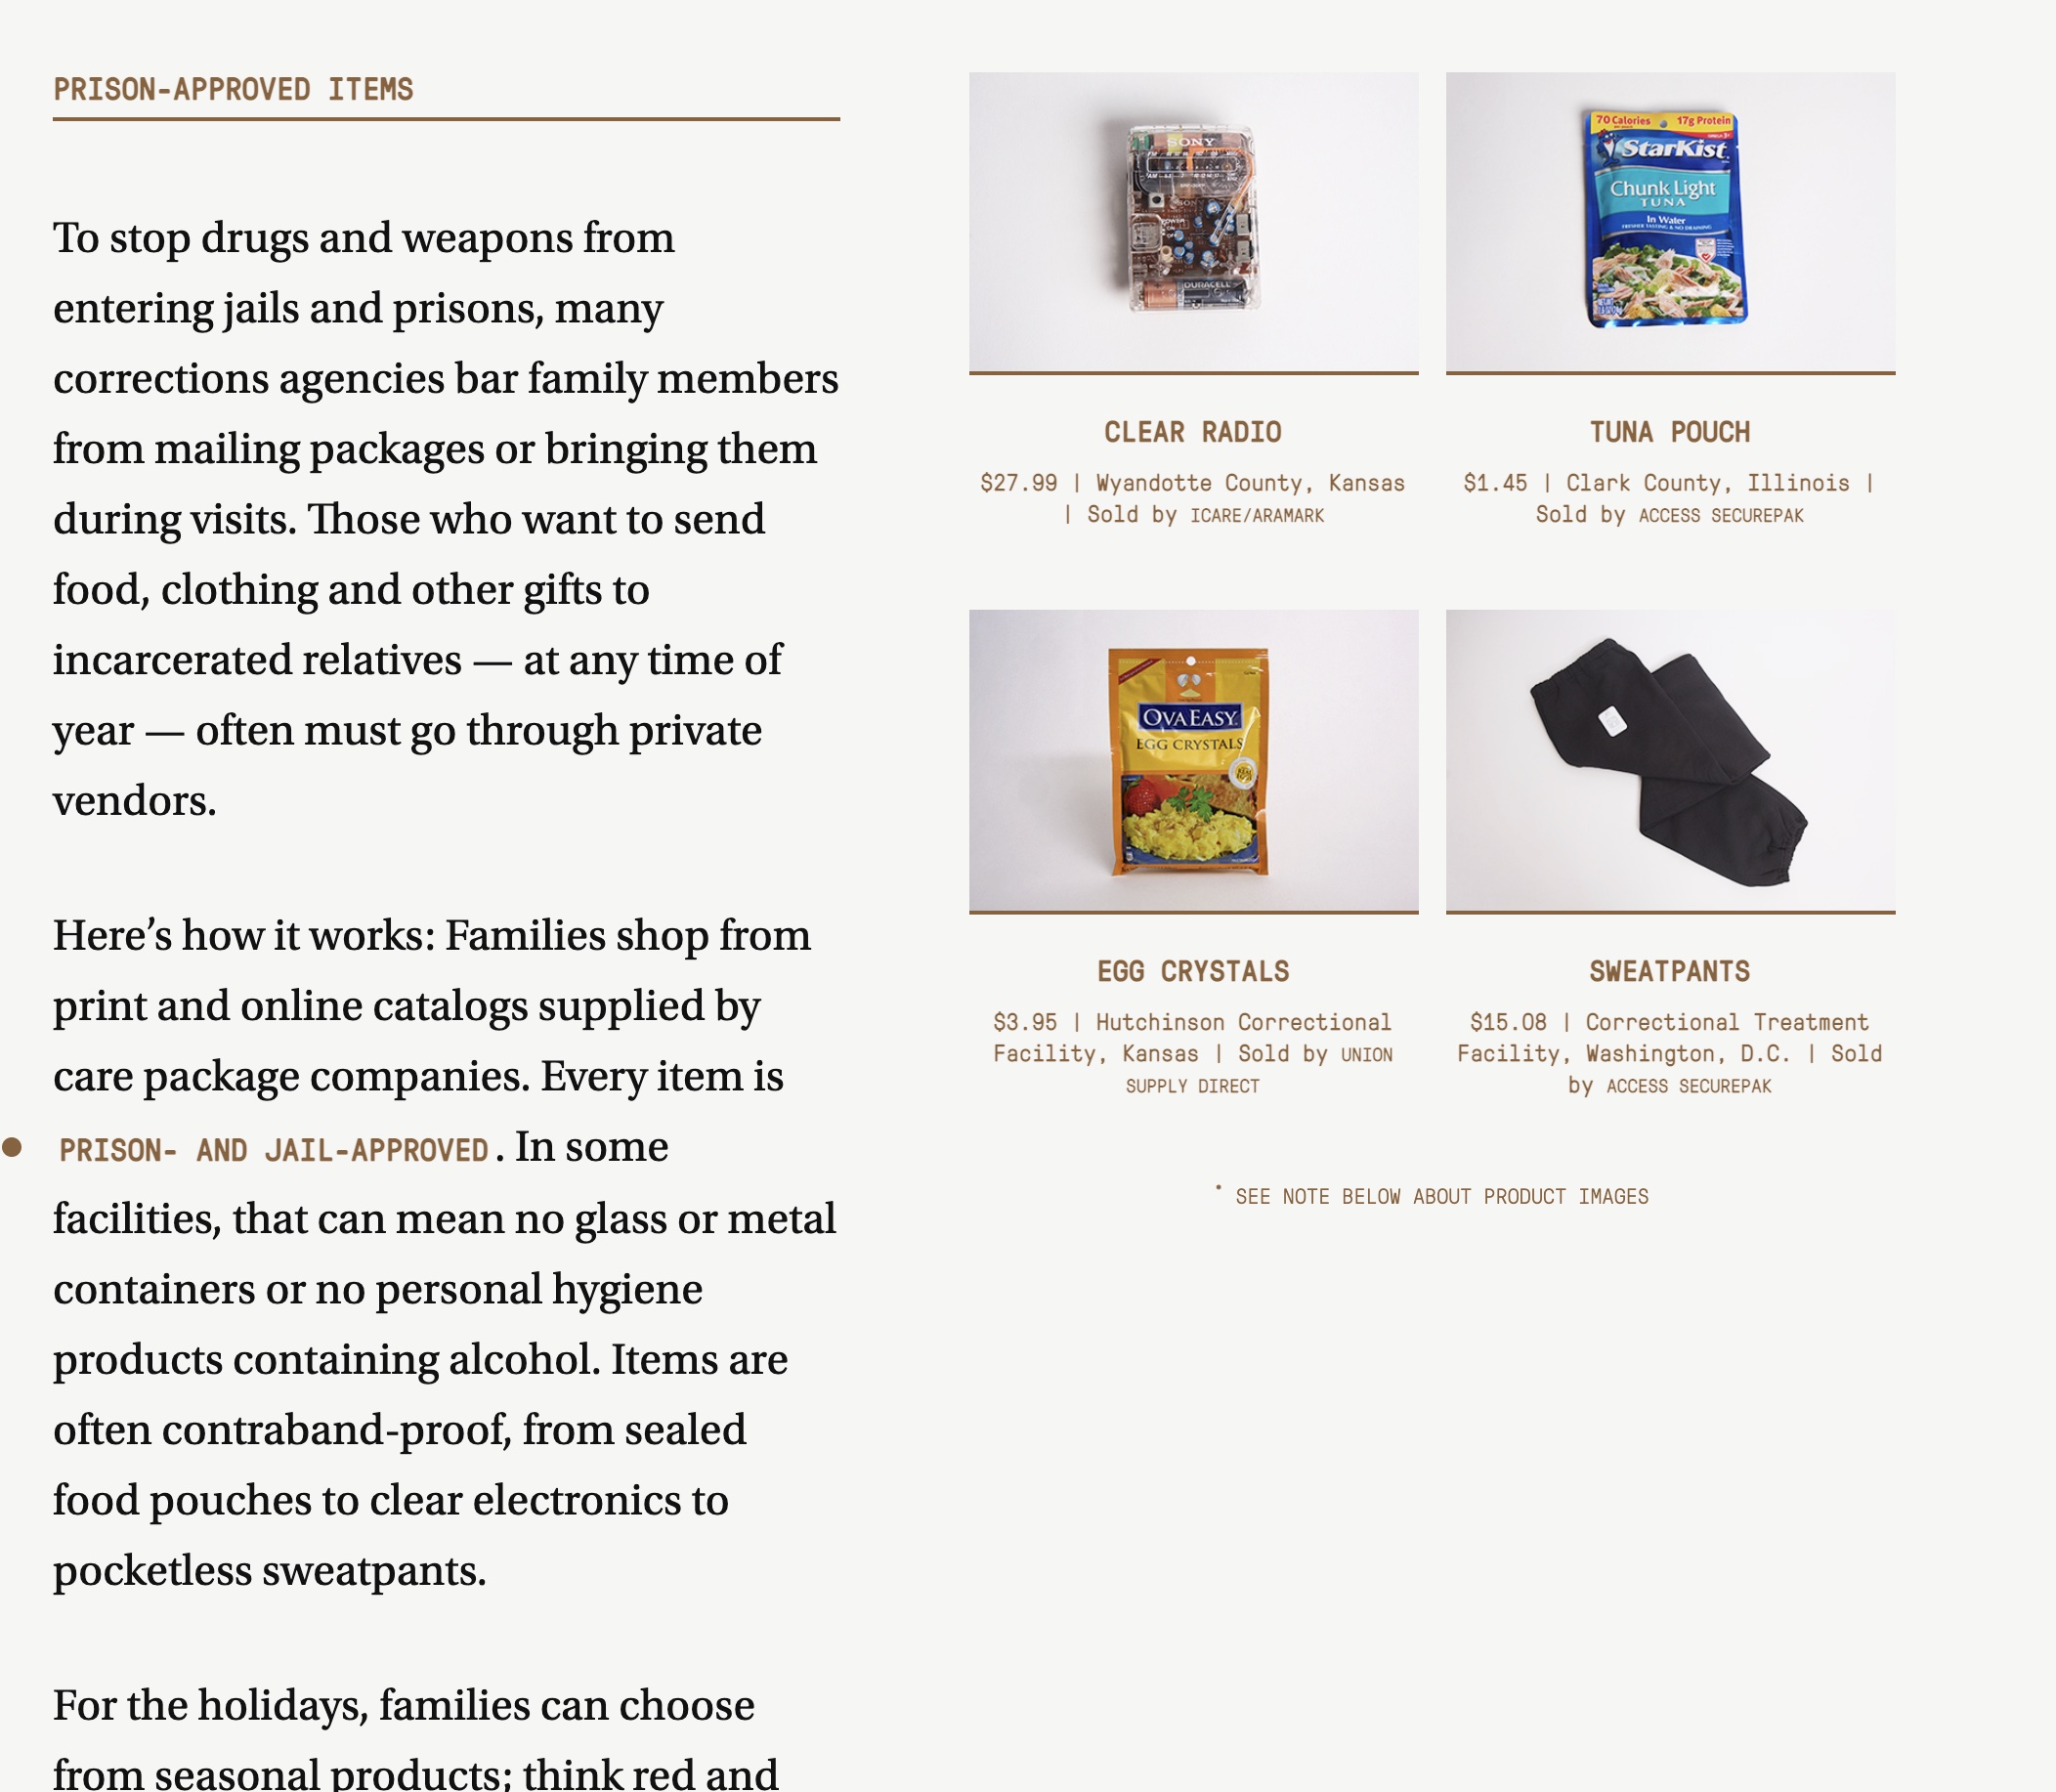 PRISON-APPROVED ITEMS
To stop drugs and weapons from
entering jails and prisons, many
corrections agencies bar family members
from mailing packages or bringing them
during visits. Those who want to send
food, clothing and other gifts to
incarcerated relatives — at any time of
year — often must go through private
vendors.
Here’s how it works: Families shop from
print and online catalogs supplied by
care package companies. Every item is
PRISON- AND JAIL-APPROVED. In some
facilities, that can mean no glass or metal
containers or no personal hygiene
products containing alcohol. Items are
often contraband-proof, from sealed
food pouches to clear electronics to
pocketless sweatpants.
For the holidays, families can choose
from seasonal products; think red and
SONY
DURACELL
CLEAR RADIO
$27.99 | Wyandotte County, Kansas
| Sold by ICARE/ARAMARK
70 Calories 17g Protein
StarKist
Chunk Light
TUNA
In Water
FRESHER TASTING & NO DRAINING
TUNA POUCH
$1.45 | Clark County, Illinois |
Sold by ACCESS SECUREPAK
OVAEASY
EGG CRYSTALS
EGG CRYSTALS
$3.95 | Hutchinson Correctional
Facility, Kansas | Sold by UNION
SUPPLY DIRECT
SWEATPANTS
$15.08 | Correctional Treatment
Facility, Washington, D.C. | Sold
by ACCESS SECUREPAK
* SEE NOTE BELOW ABOUT PRODUCT IMAGES